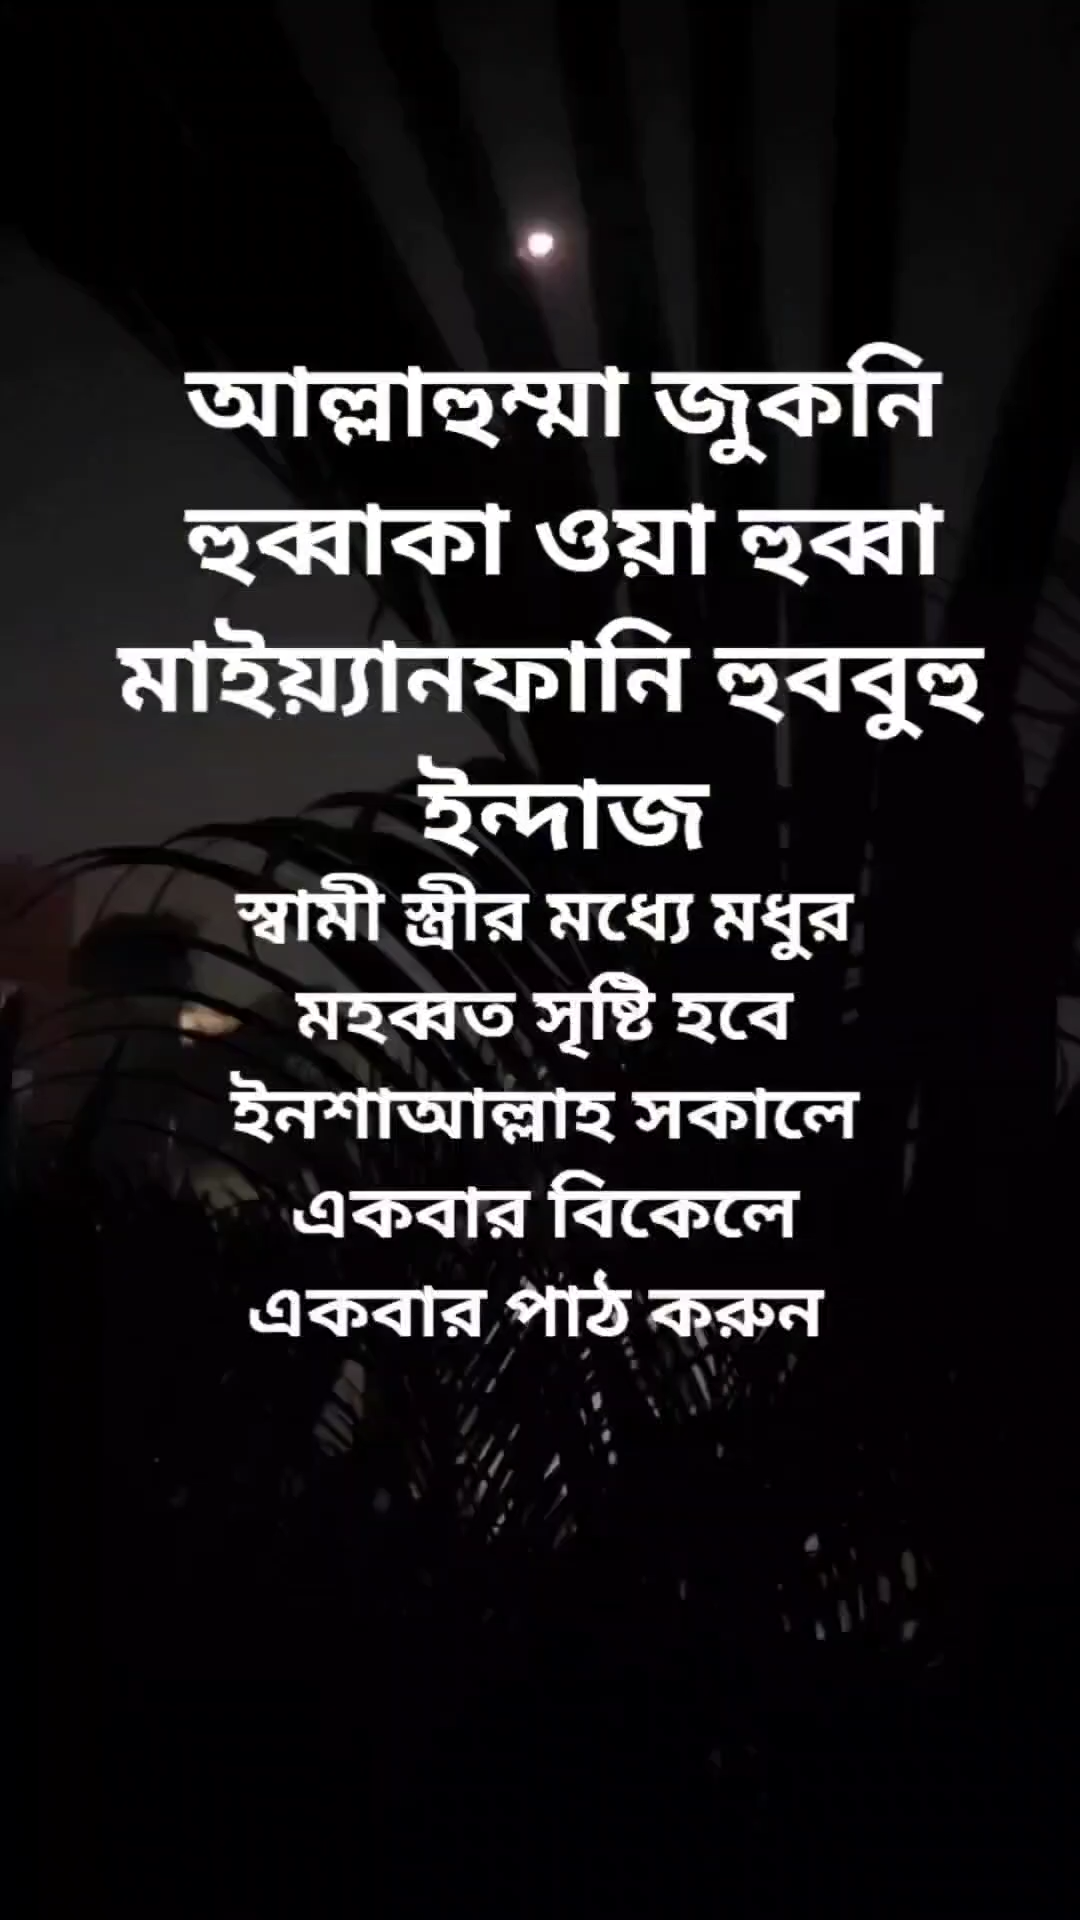 আল্লাহুম্মা জুকনি
হুব্বাকা ওয়া হুব্বা
মাইয়্যানফানি হুববুহু
ইন্দাজ
স্বামী স্ত্রীর মধ্যে মধুর
মহব্বত সৃষ্টি হবে
ইনশাআল্লাহ সকালে
একবার বিকেলে
একবার পাঠ করুন